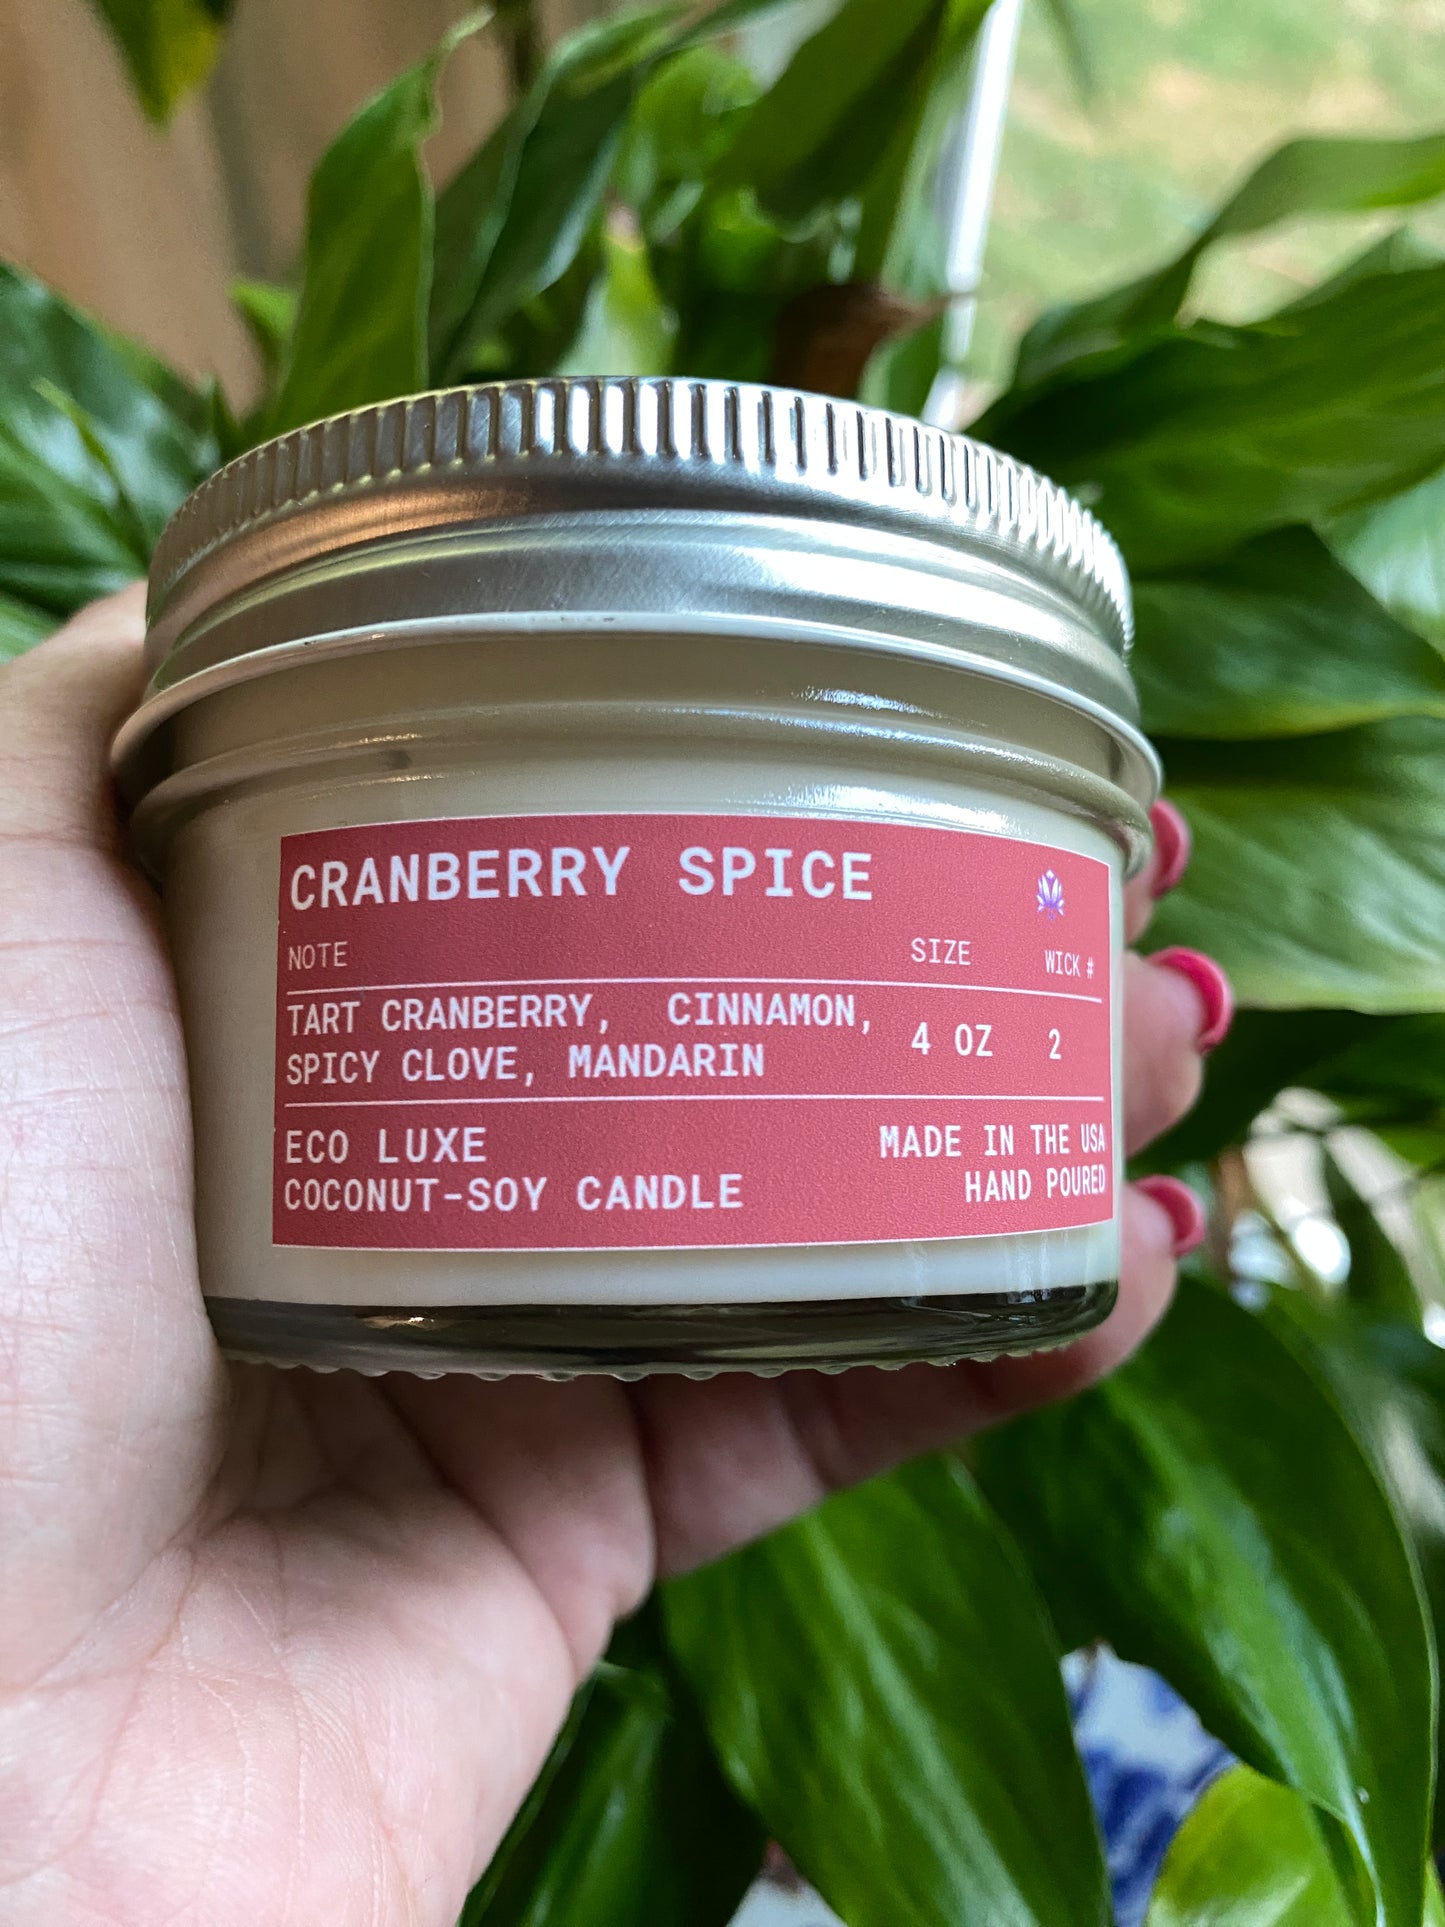 CRANBERRY SPICE
NOTE SIZE WICK #
TART CRANBERRY, CINNAMON,
SPICY CLOVE, MANDARIN
4 OZ 2
ECO LUXE
COCONUT-SOY CANDLE
MADE IN THE USA
HAND POURED